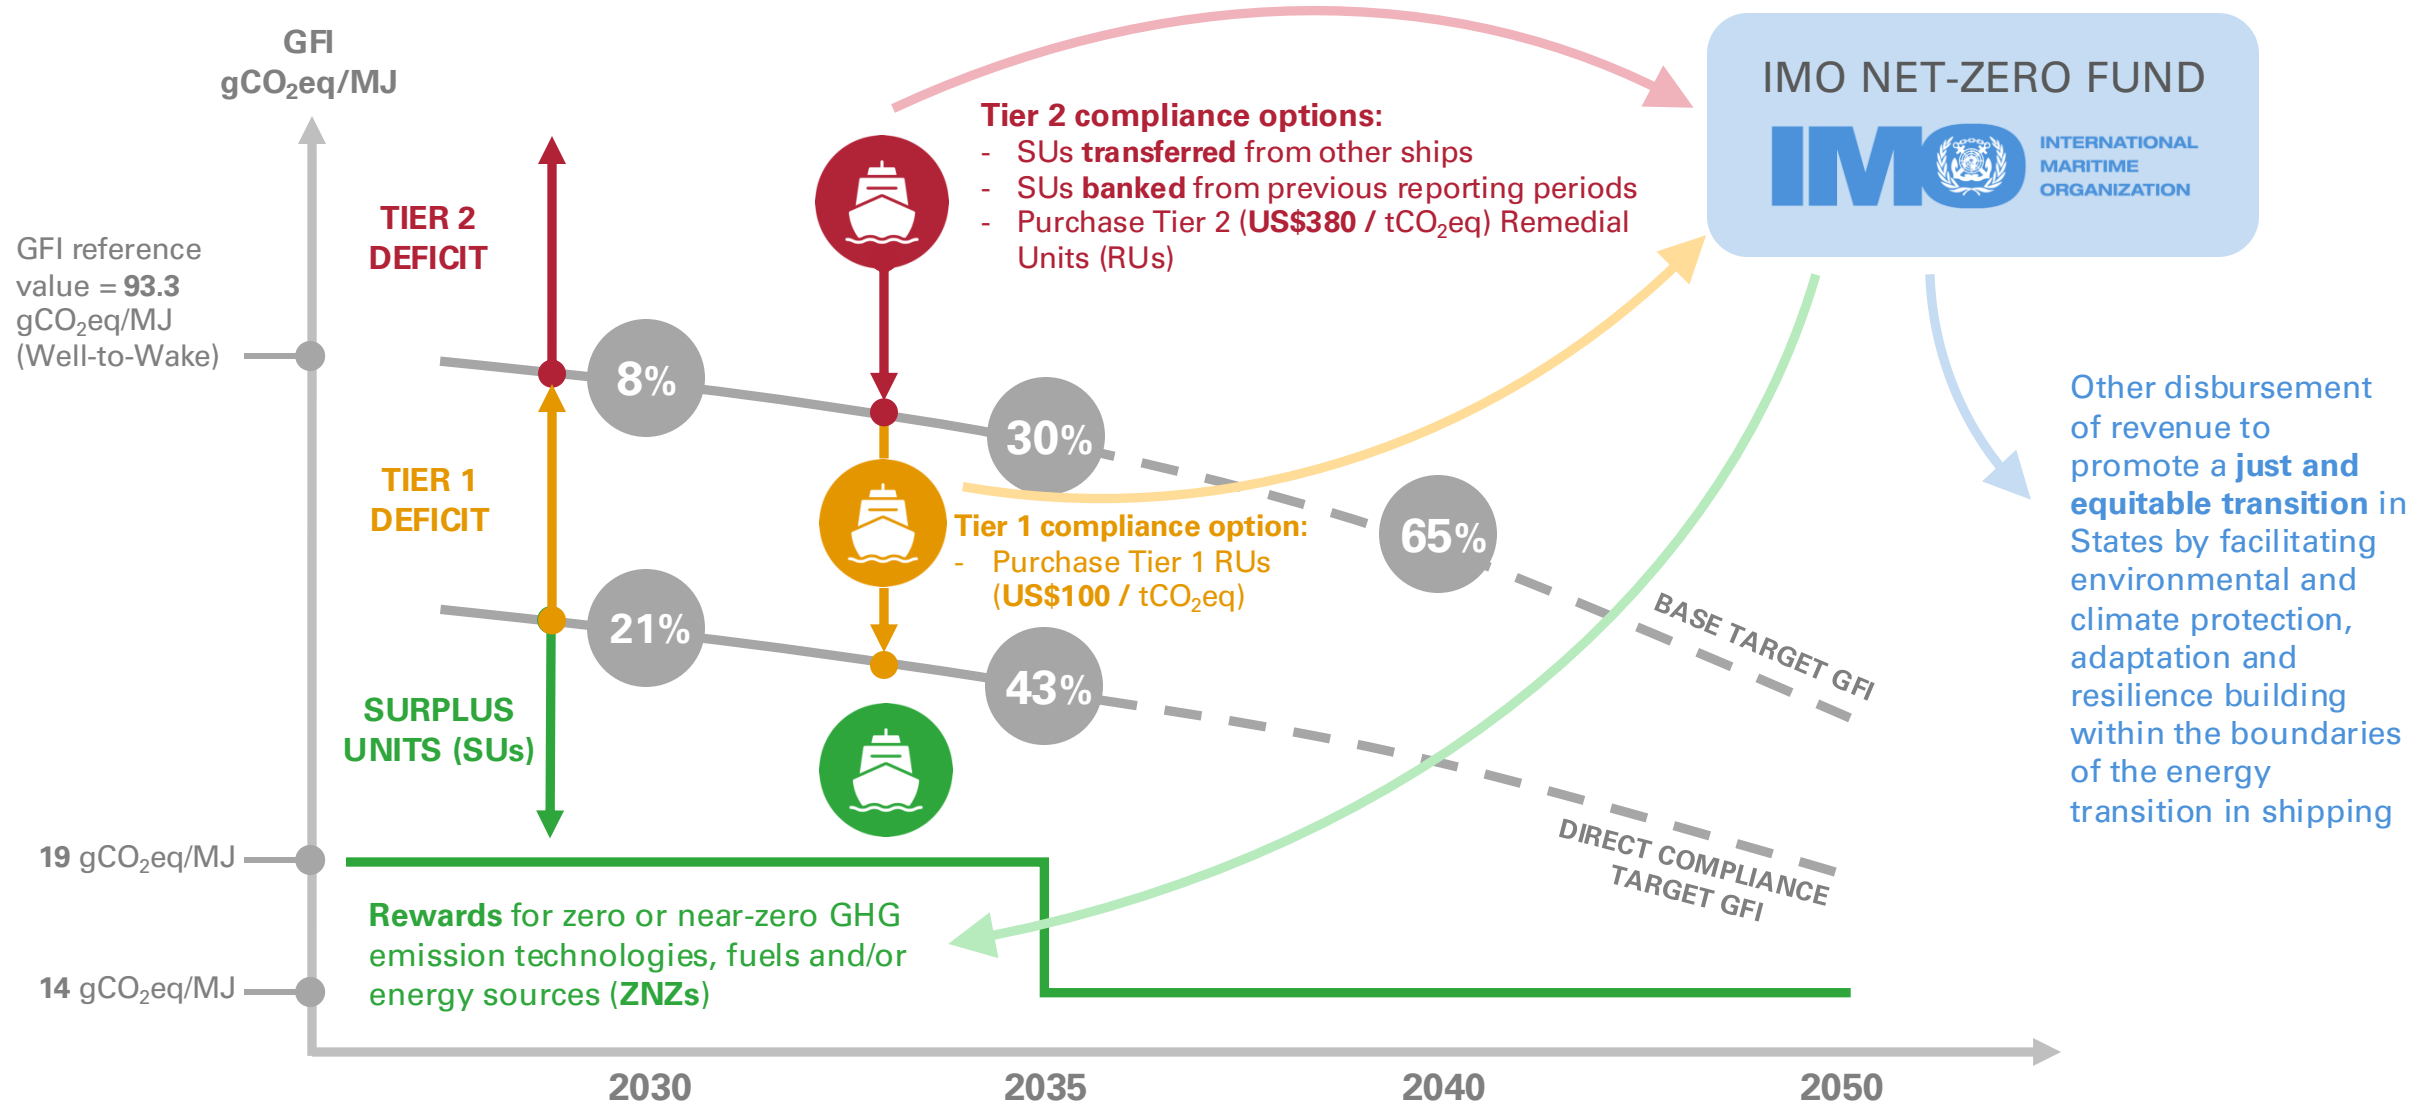 GFI
gCO₂eq/MJ
IMO NET-ZERO FUND
IMO
INTERNATIONAL
MARITIME
ORGANIZATION
Tier 2 compliance options:
- SUs transferred from other ships
- SUs banked from previous reporting periods
- Purchase Tier 2 (US$380 / tCO₂eq) Remedial
Units (RUs)
TIER 2
DEFICIT
GFI reference
value = 93.3
gCO₂eq/MJ
(Well-to-Wake)
8%
30%
65%
TIER 1
DEFICIT
Tier 1 compliance option:
- Purchase Tier 1 RUs
(US$100 / tCO₂eq)
21%
43%
BASE TARGET GFI
SURPLUS
UNITS (SUs)
DIRECT COMPLIANCE
TARGET GFI
Other disbursement
of revenue to
promote a just and
equitable transition in
States by facilitating
environmental and
climate protection,
adaptation and
resilience building
within the boundaries
of the energy
transition in shipping
19 gCO₂eq/MJ
Rewards for zero or near-zero GHG
emission technologies, fuels and/or
energy sources (ZNZs)
14 gCO₂eq/MJ
2030
2035
2040
2050